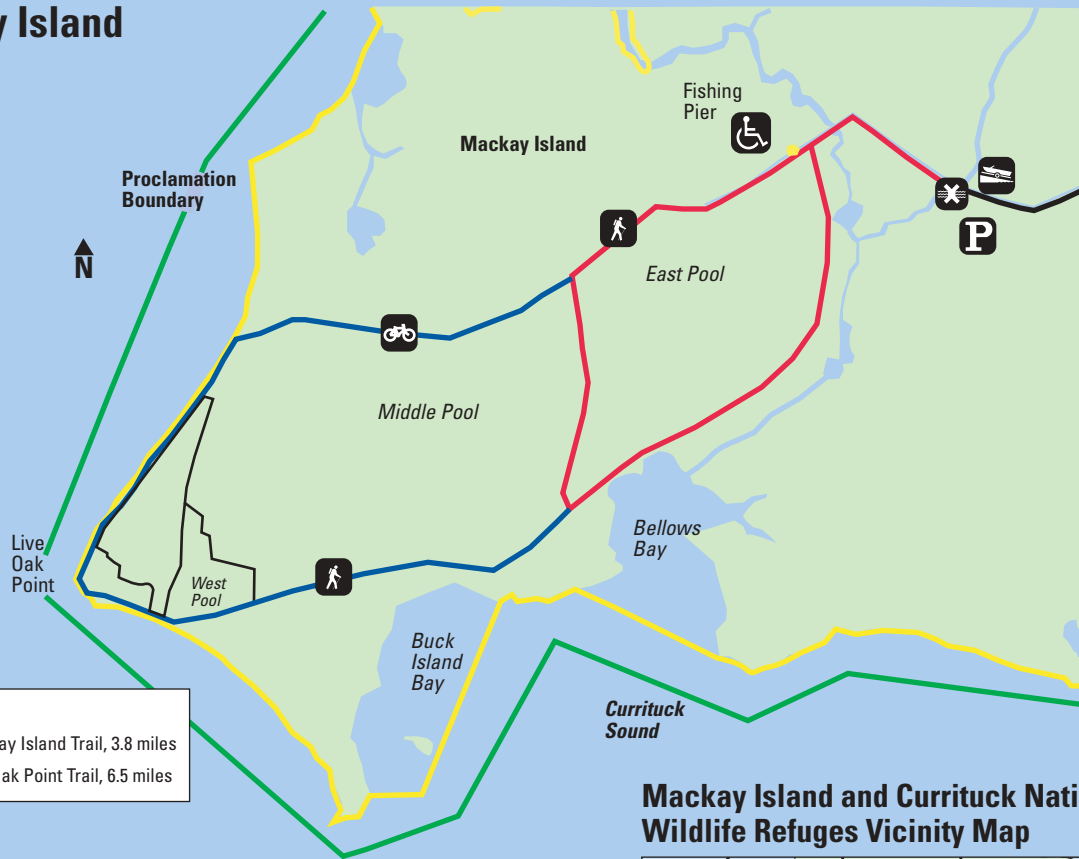 y Island
Fishing
Pier
Mackay Island
Proclamation
Boundary
N
P
East Pool
Middle Pool
Live
Oak
Point
West
Pool
Bellows
Bay
Buck
Island
Bay
Currituck
Sound
ay Island Trail, 3.8 miles
ak Point Trail, 6.5 miles
Mackay Island and Currituck Nati
Wildlife Refuges Vicinity Map